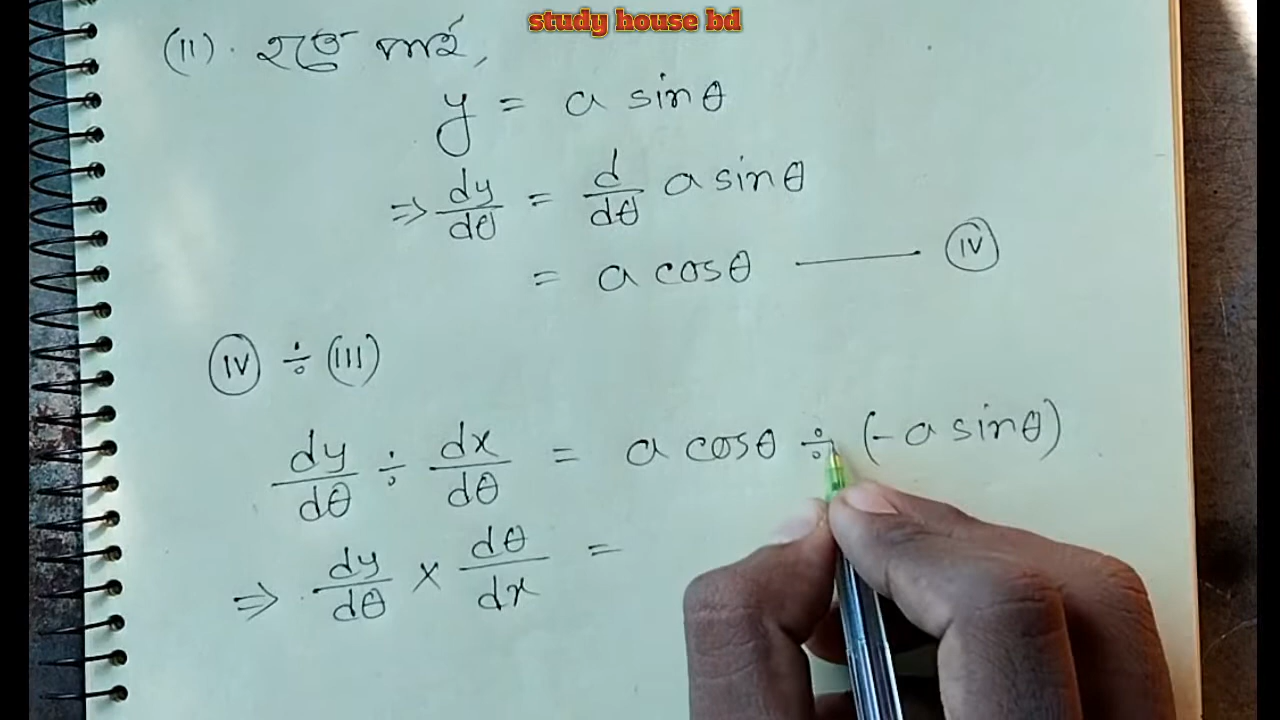 study house bd
(II). হতে পাই,
y = a sinθ
⇒ dy/dθ = d/dθ a sinθ
= a cosθ —— (IV)
(IV) ÷ (III)
dy/dθ ÷ dx/dθ = a cosθ ÷ (- a sinθ)
⇒ dy/dθ × dθ/dx =